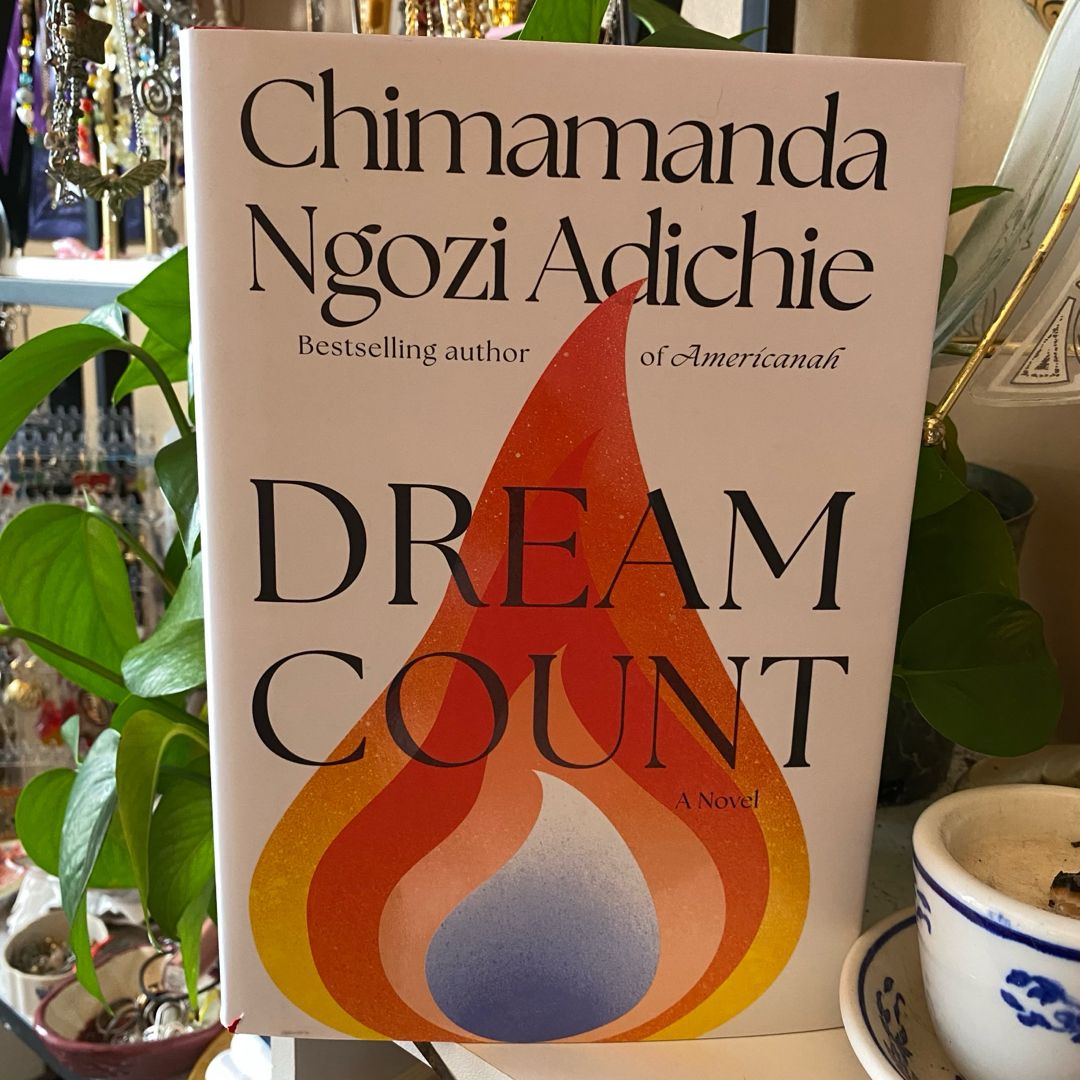 Chimamanda
Ngozi Adichie
Bestselling author of Americanah
DREAM
COUNT
A Novel